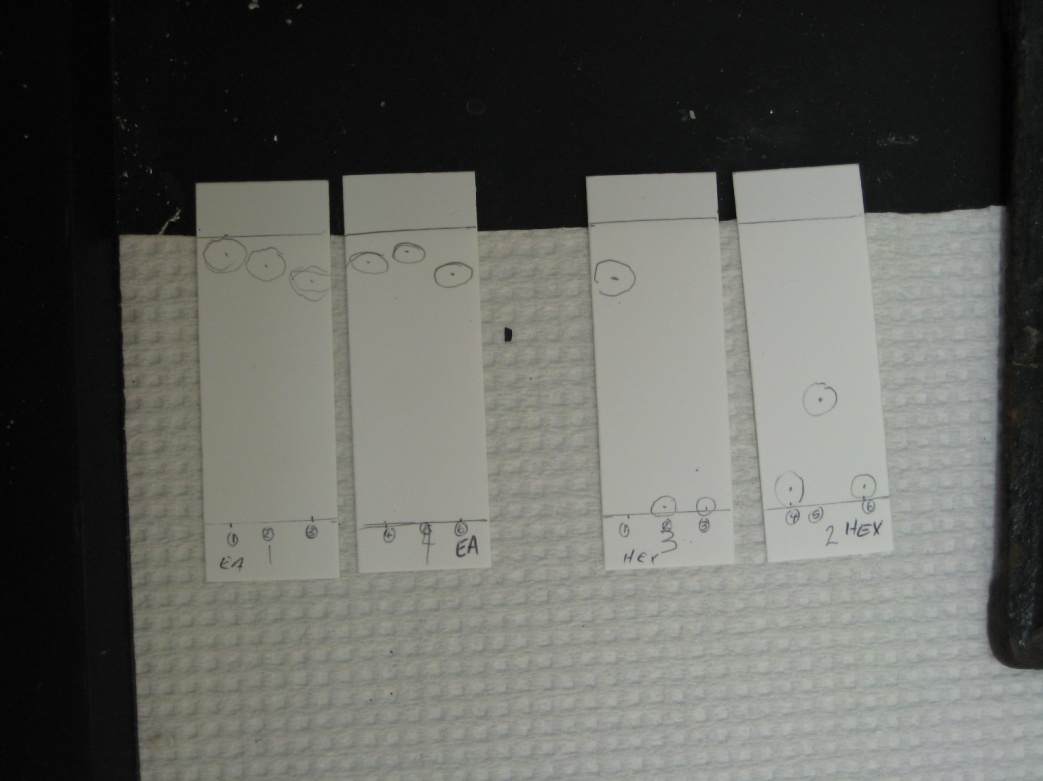 ① ② ③
EA 1
④ ⑤ ⑥
4 EA
① ② ③
Hex 3
④ ⑤ ⑥
2 HEX